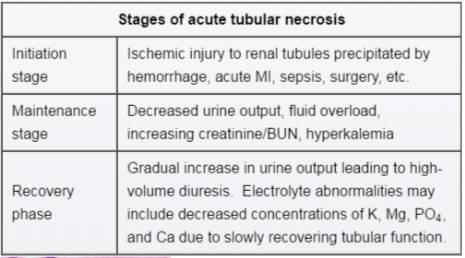 Stages of acute tubular necrosis
Initiation stage
Ischemic injury to renal tubules precipitated by
hemorrhage, acute MI, sepsis, surgery, etc.
Maintenance stage
Decreased urine output, fluid overload,
increasing creatinine/BUN, hyperkalemia
Recovery phase
Gradual increase in urine output leading to high-
volume diuresis. Electrolyte abnormalities may
include decreased concentrations of K, Mg, PO₄,
and Ca due to slowly recovering tubular function.